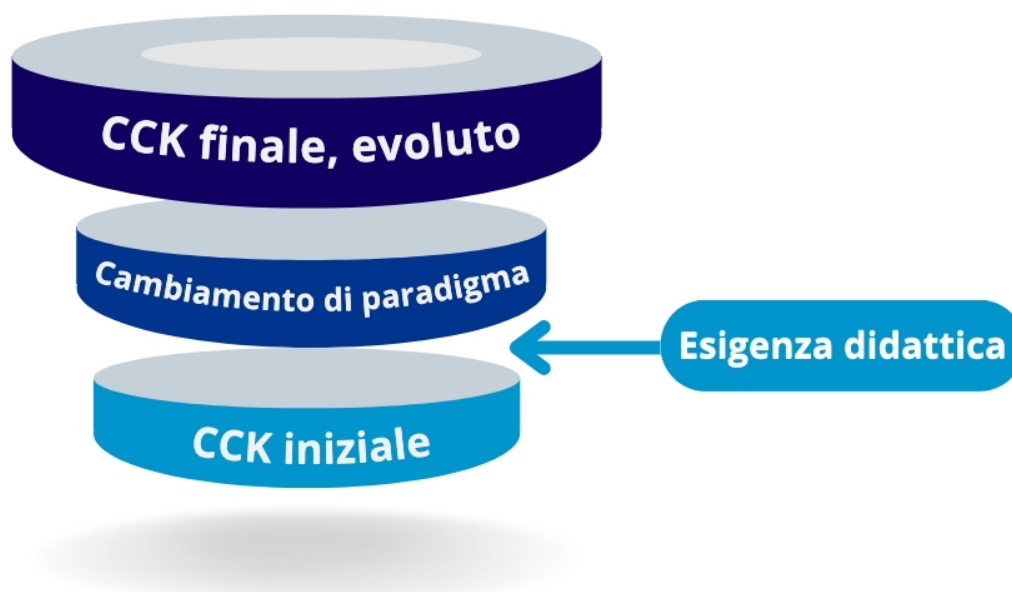 CCK finale, evoluto
Cambiamento di paradigma
Esigenza didattica
CCK iniziale